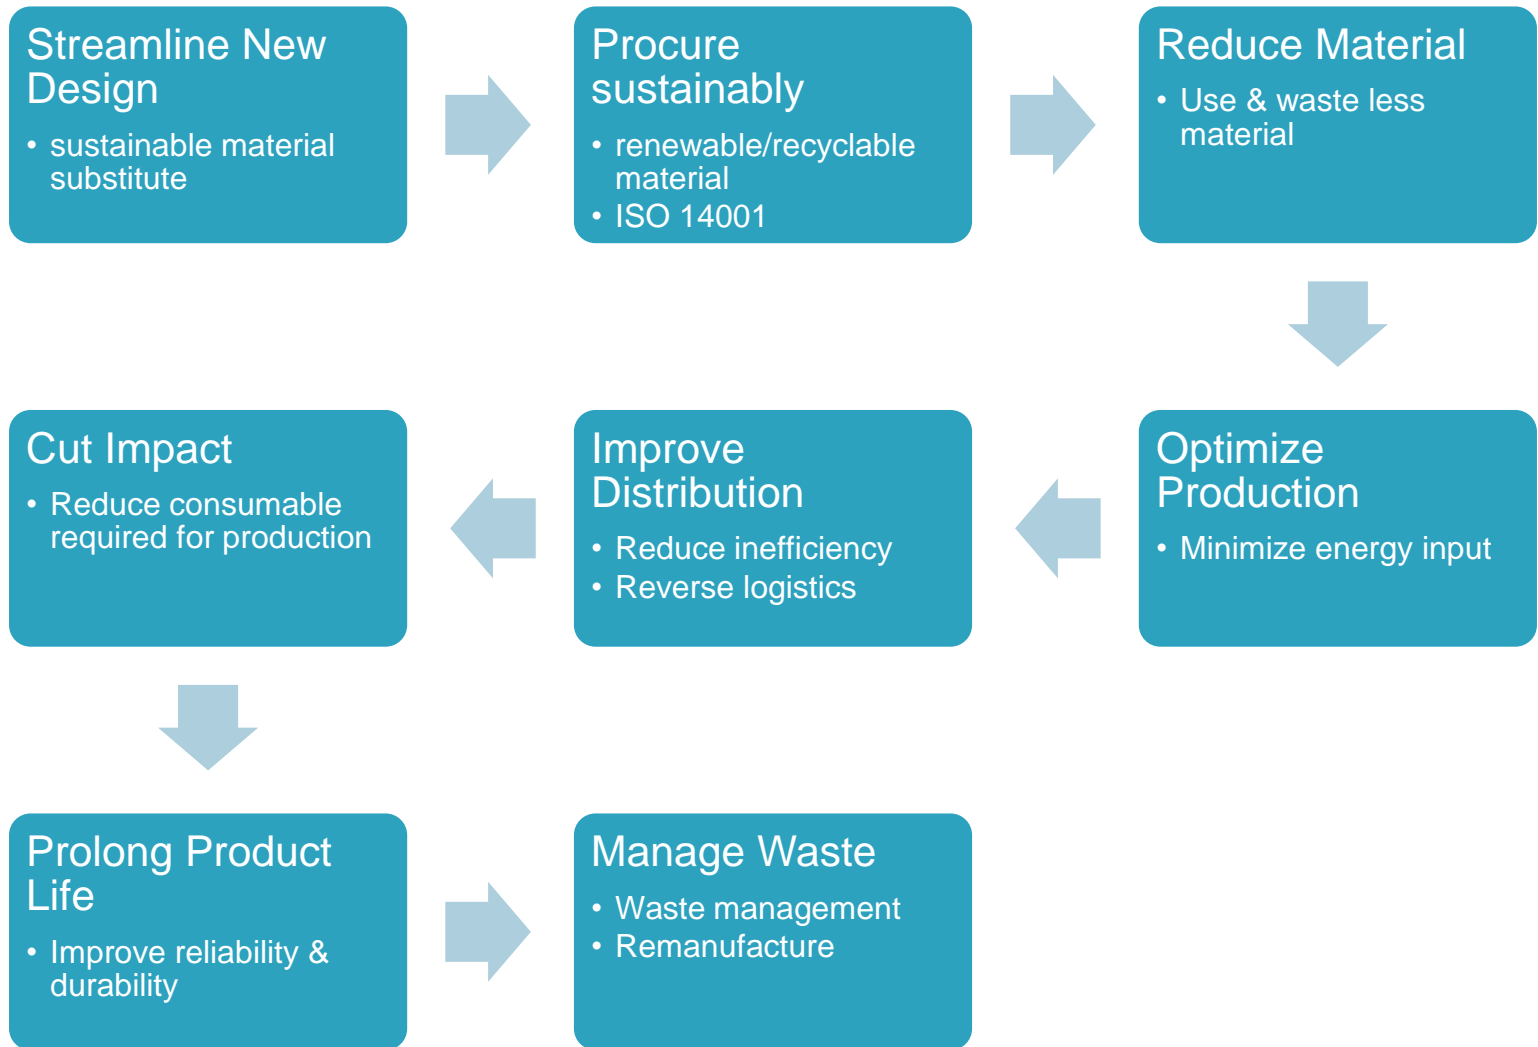 Streamline New
Design
• sustainable material
substitute
Procure
sustainably
• renewable/recyclable
material
• ISO 14001
Reduce Material
• Use & waste less
material
Optimize
Production
• Minimize energy input
Improve
Distribution
• Reduce inefficiency
• Reverse logistics
Cut Impact
• Reduce consumable
required for production
Prolong Product
Life
• Improve reliability &
durability
Manage Waste
• Waste management
• Remanufacture